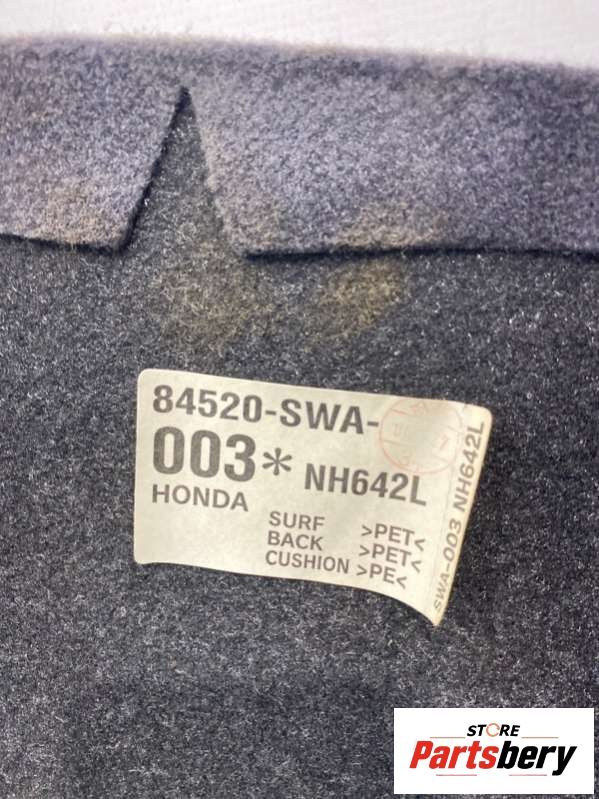 84520-SWA-
003* NH642L
HONDA
SURF >PET<
BACK >PET<
CUSHION >PE<
SWA-003 NH642L
STORE
Partsbery